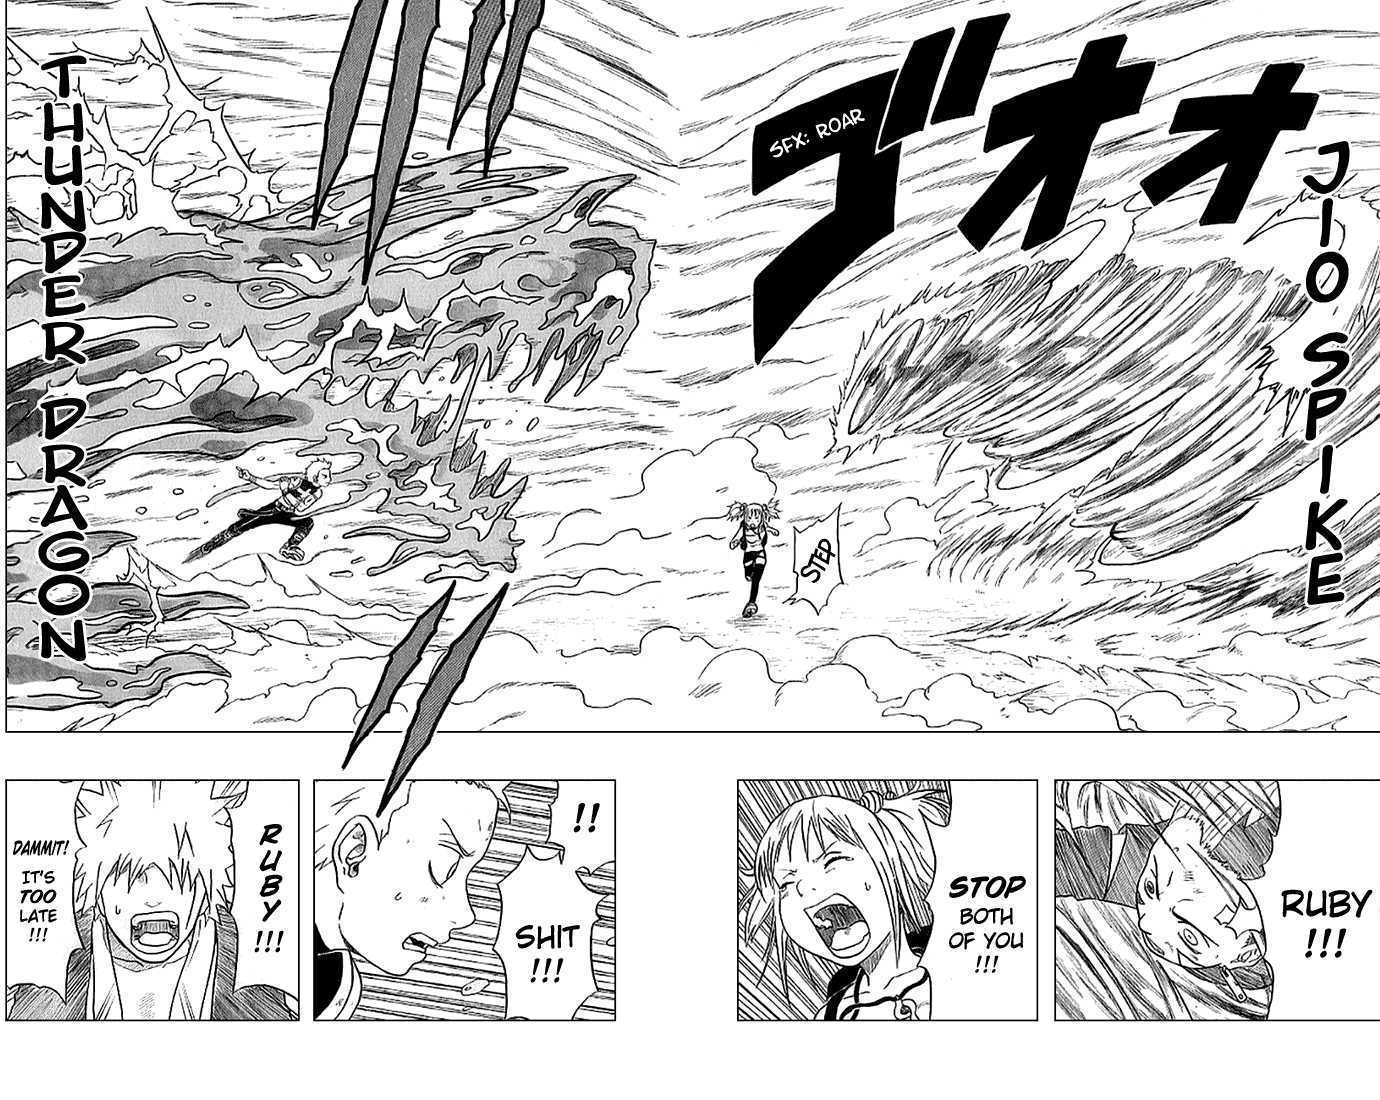 ゴオオ
SFX: ROAR
JIO SPIKE
STEP
THUNDER DRAGON
RUBY
!!!
STOP
BOTH
OF YOU
!!!
!!
SHIT
!!!
RUBY!!!
DAMMIT!
IT'S
TOO
LATE
!!!